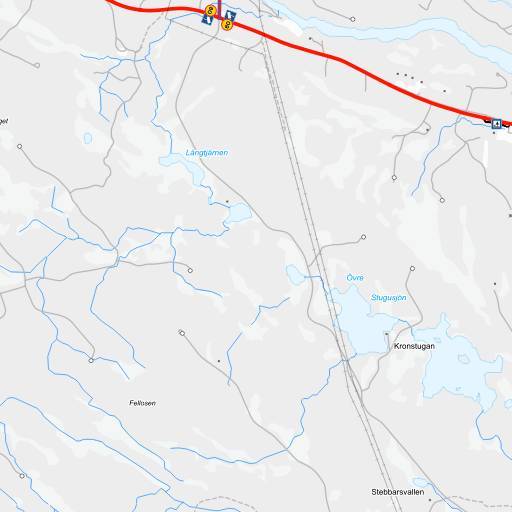 Långtjärnen
Övre
Stugusjön
Kronstugan
Fellosen
Stebbarsvallen